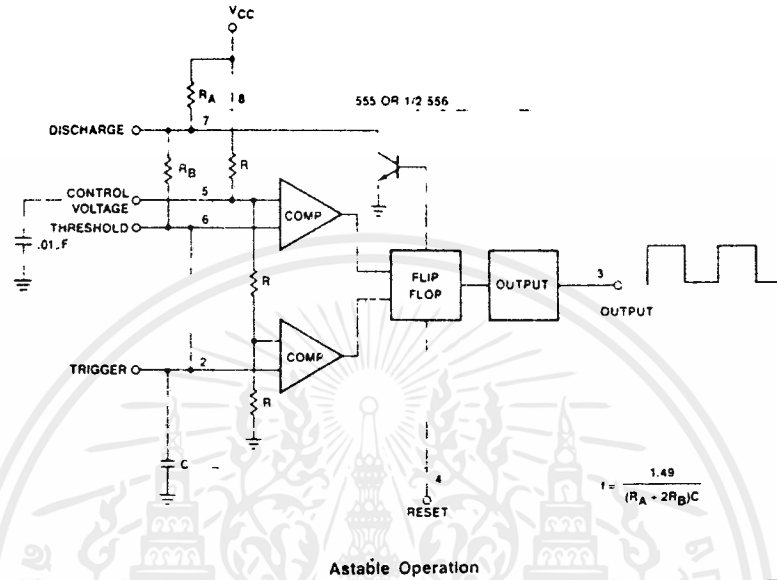 VCC
RA
8
555 OR 1/2 556
DISCHARGE
7
RB
R
CONTROL VOLTAGE
5
THRESHOLD
6
COMP
.01
F
R
FLIP FLOP
OUTPUT
3
OUTPUT
COMP
TRIGGER
2
R
C
4
RESET
f = 1.49 / (RA + 2RB)C
Astable Operation